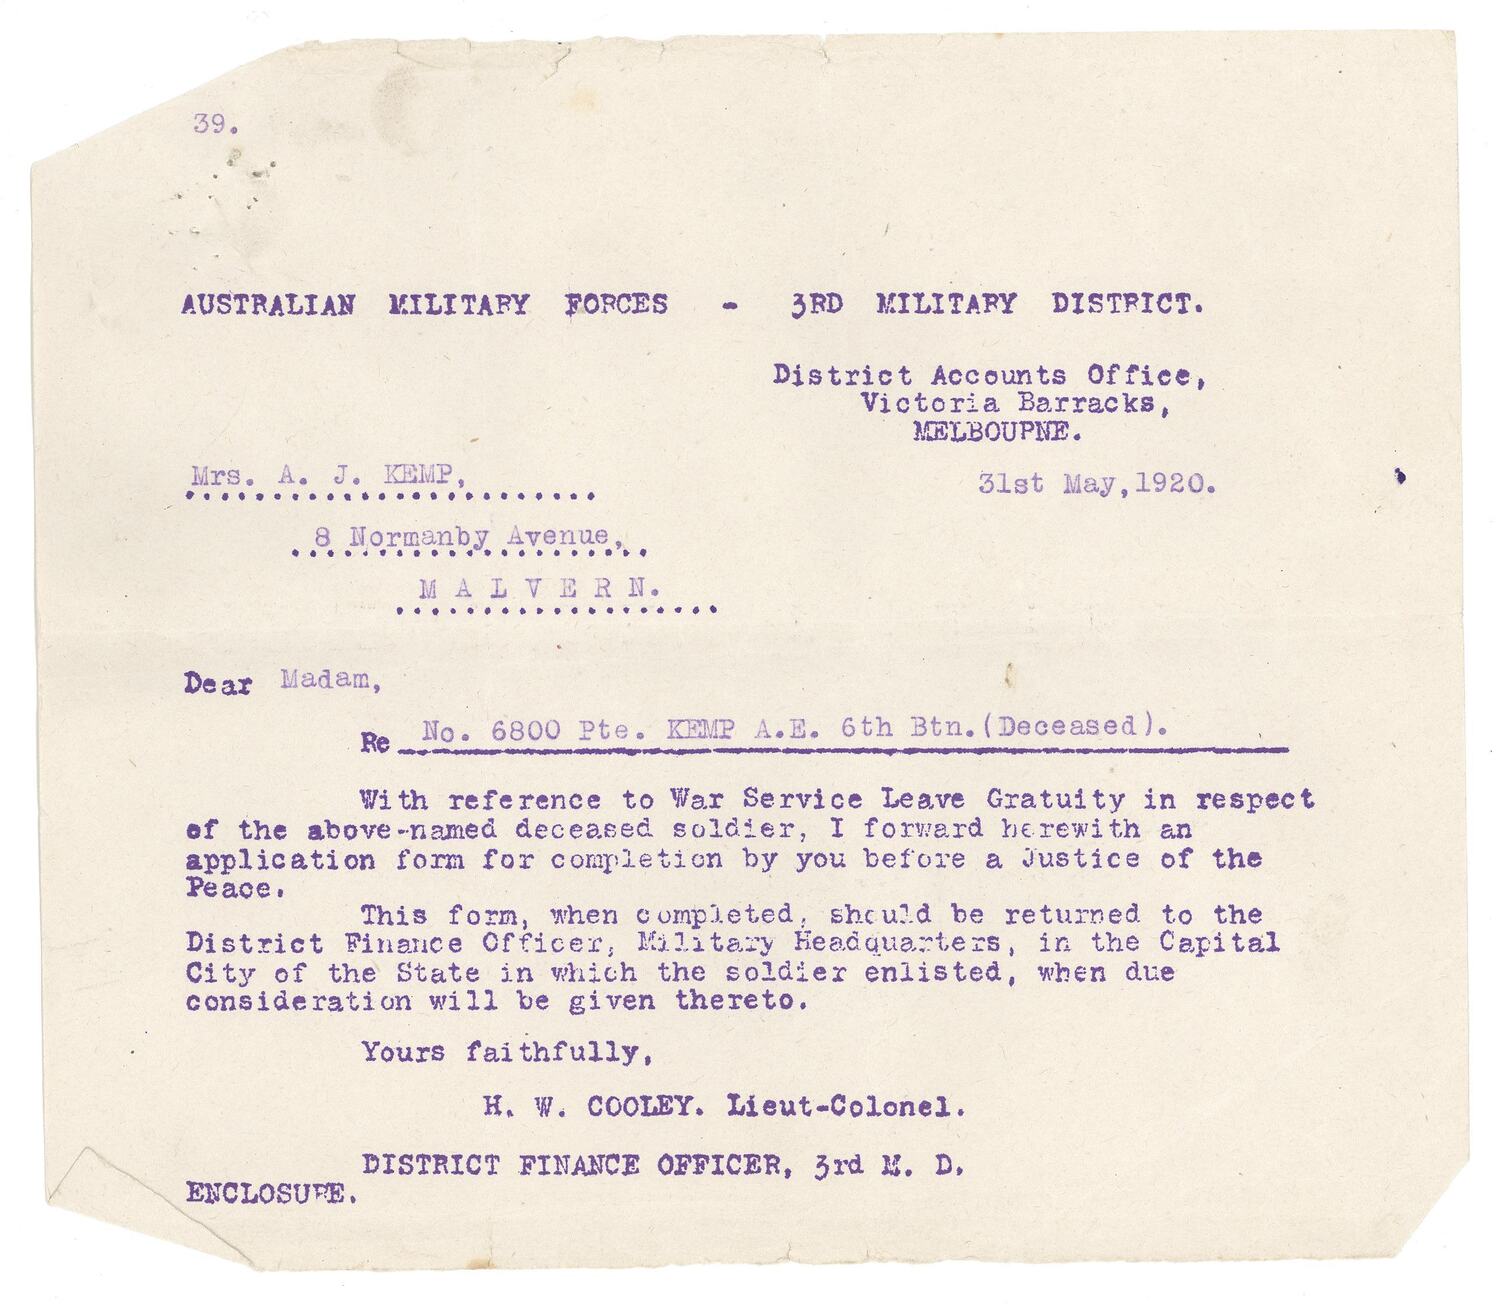 39.
AUSTRALIAN MILITARY FORCES - 3RD MILITARY DISTRICT.
District Accounts Office,
Victoria Barracks,
MELBOURNE.
Mrs. A. J. KEMP,
31st May, 1920.
8 Normanby Avenue,
M A L V E R N.
Dear Madam,
Re No. 6800 Pte. KEMP A.E. 6th Btn. (Deceased).
With reference to War Service Leave Gratuity in respect
of the above-named deceased soldier, I forward herewith an
application form for completion by you before a Justice of the
Peace.
This form, when completed, should be returned to the
District Finance Officer, Military Headquarters, in the Capital
City of the State in which the soldier enlisted, when due
consideration will be given thereto.
Yours faithfully,
H. W. COOLEY. Lieut-Colonel.
DISTRICT FINANCE OFFICER, 3rd M. D.
ENCLOSURE.